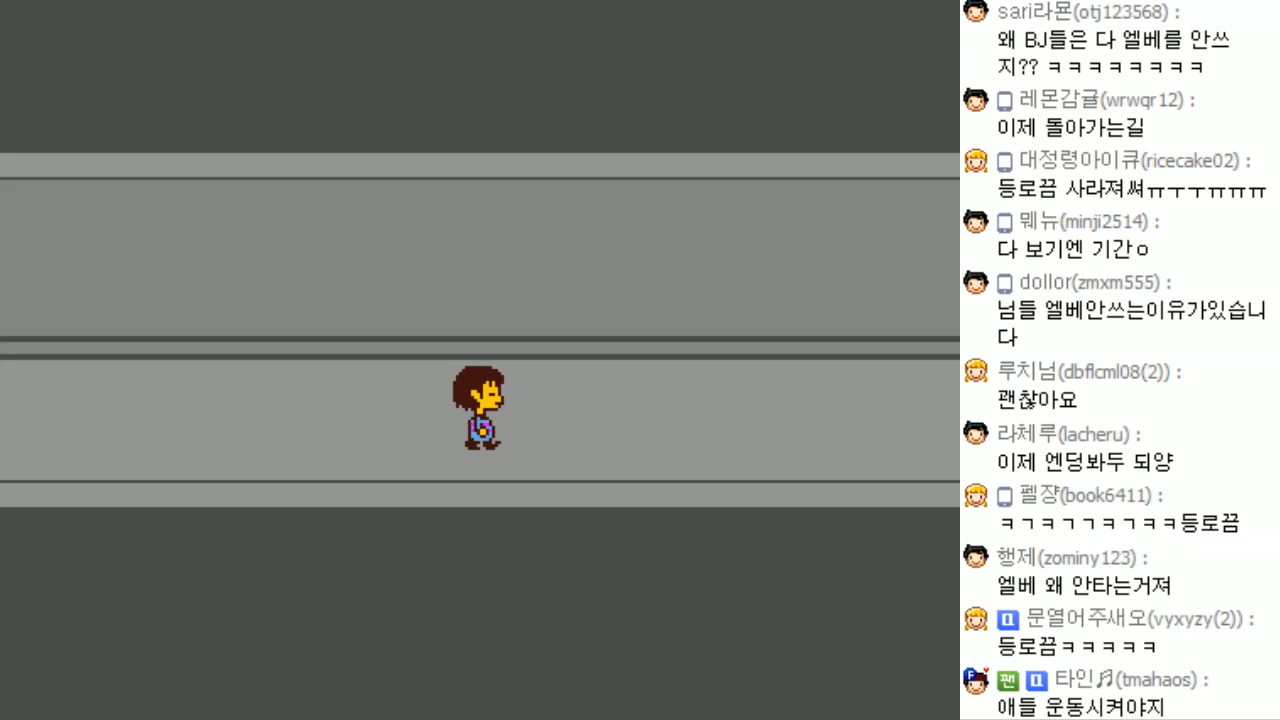 sari라묜(otj123568) :
왜 BJ들은 다 엘베를 안쓰
지?? ㅋㅋㅋㅋㅋㅋㅋㅋ
레몬감귤(wrwqr12) :
이제 돌아가는길
대정령아이큐(ricecake02) :
등로끔 사라져쪄ㅠㅜㅜㅠㅠㅠ
뭬뉴(minji2514) :
다 보기엔 기간ㅇ
dollor(zmxm555) :
넘들 엘베안쓰는이유가있습니
다
루치넘(dbflcml08(2)) :
괜찮아요
라체루(lacheru) :
이제 엔딩봐두 되양
펠쟝(book6411) :
ㅋㄱㅋㄱㄱㅋㄱㅋㅋ등로끔
행제(zominy123) :
엘베 왜 안타는거져
문열어주새오(vyxyzy(2)) :
등로끔ㅋㅋㅋㅋㅋ
팬 타인♬(tmahaos) :
애들 운동시켜야지